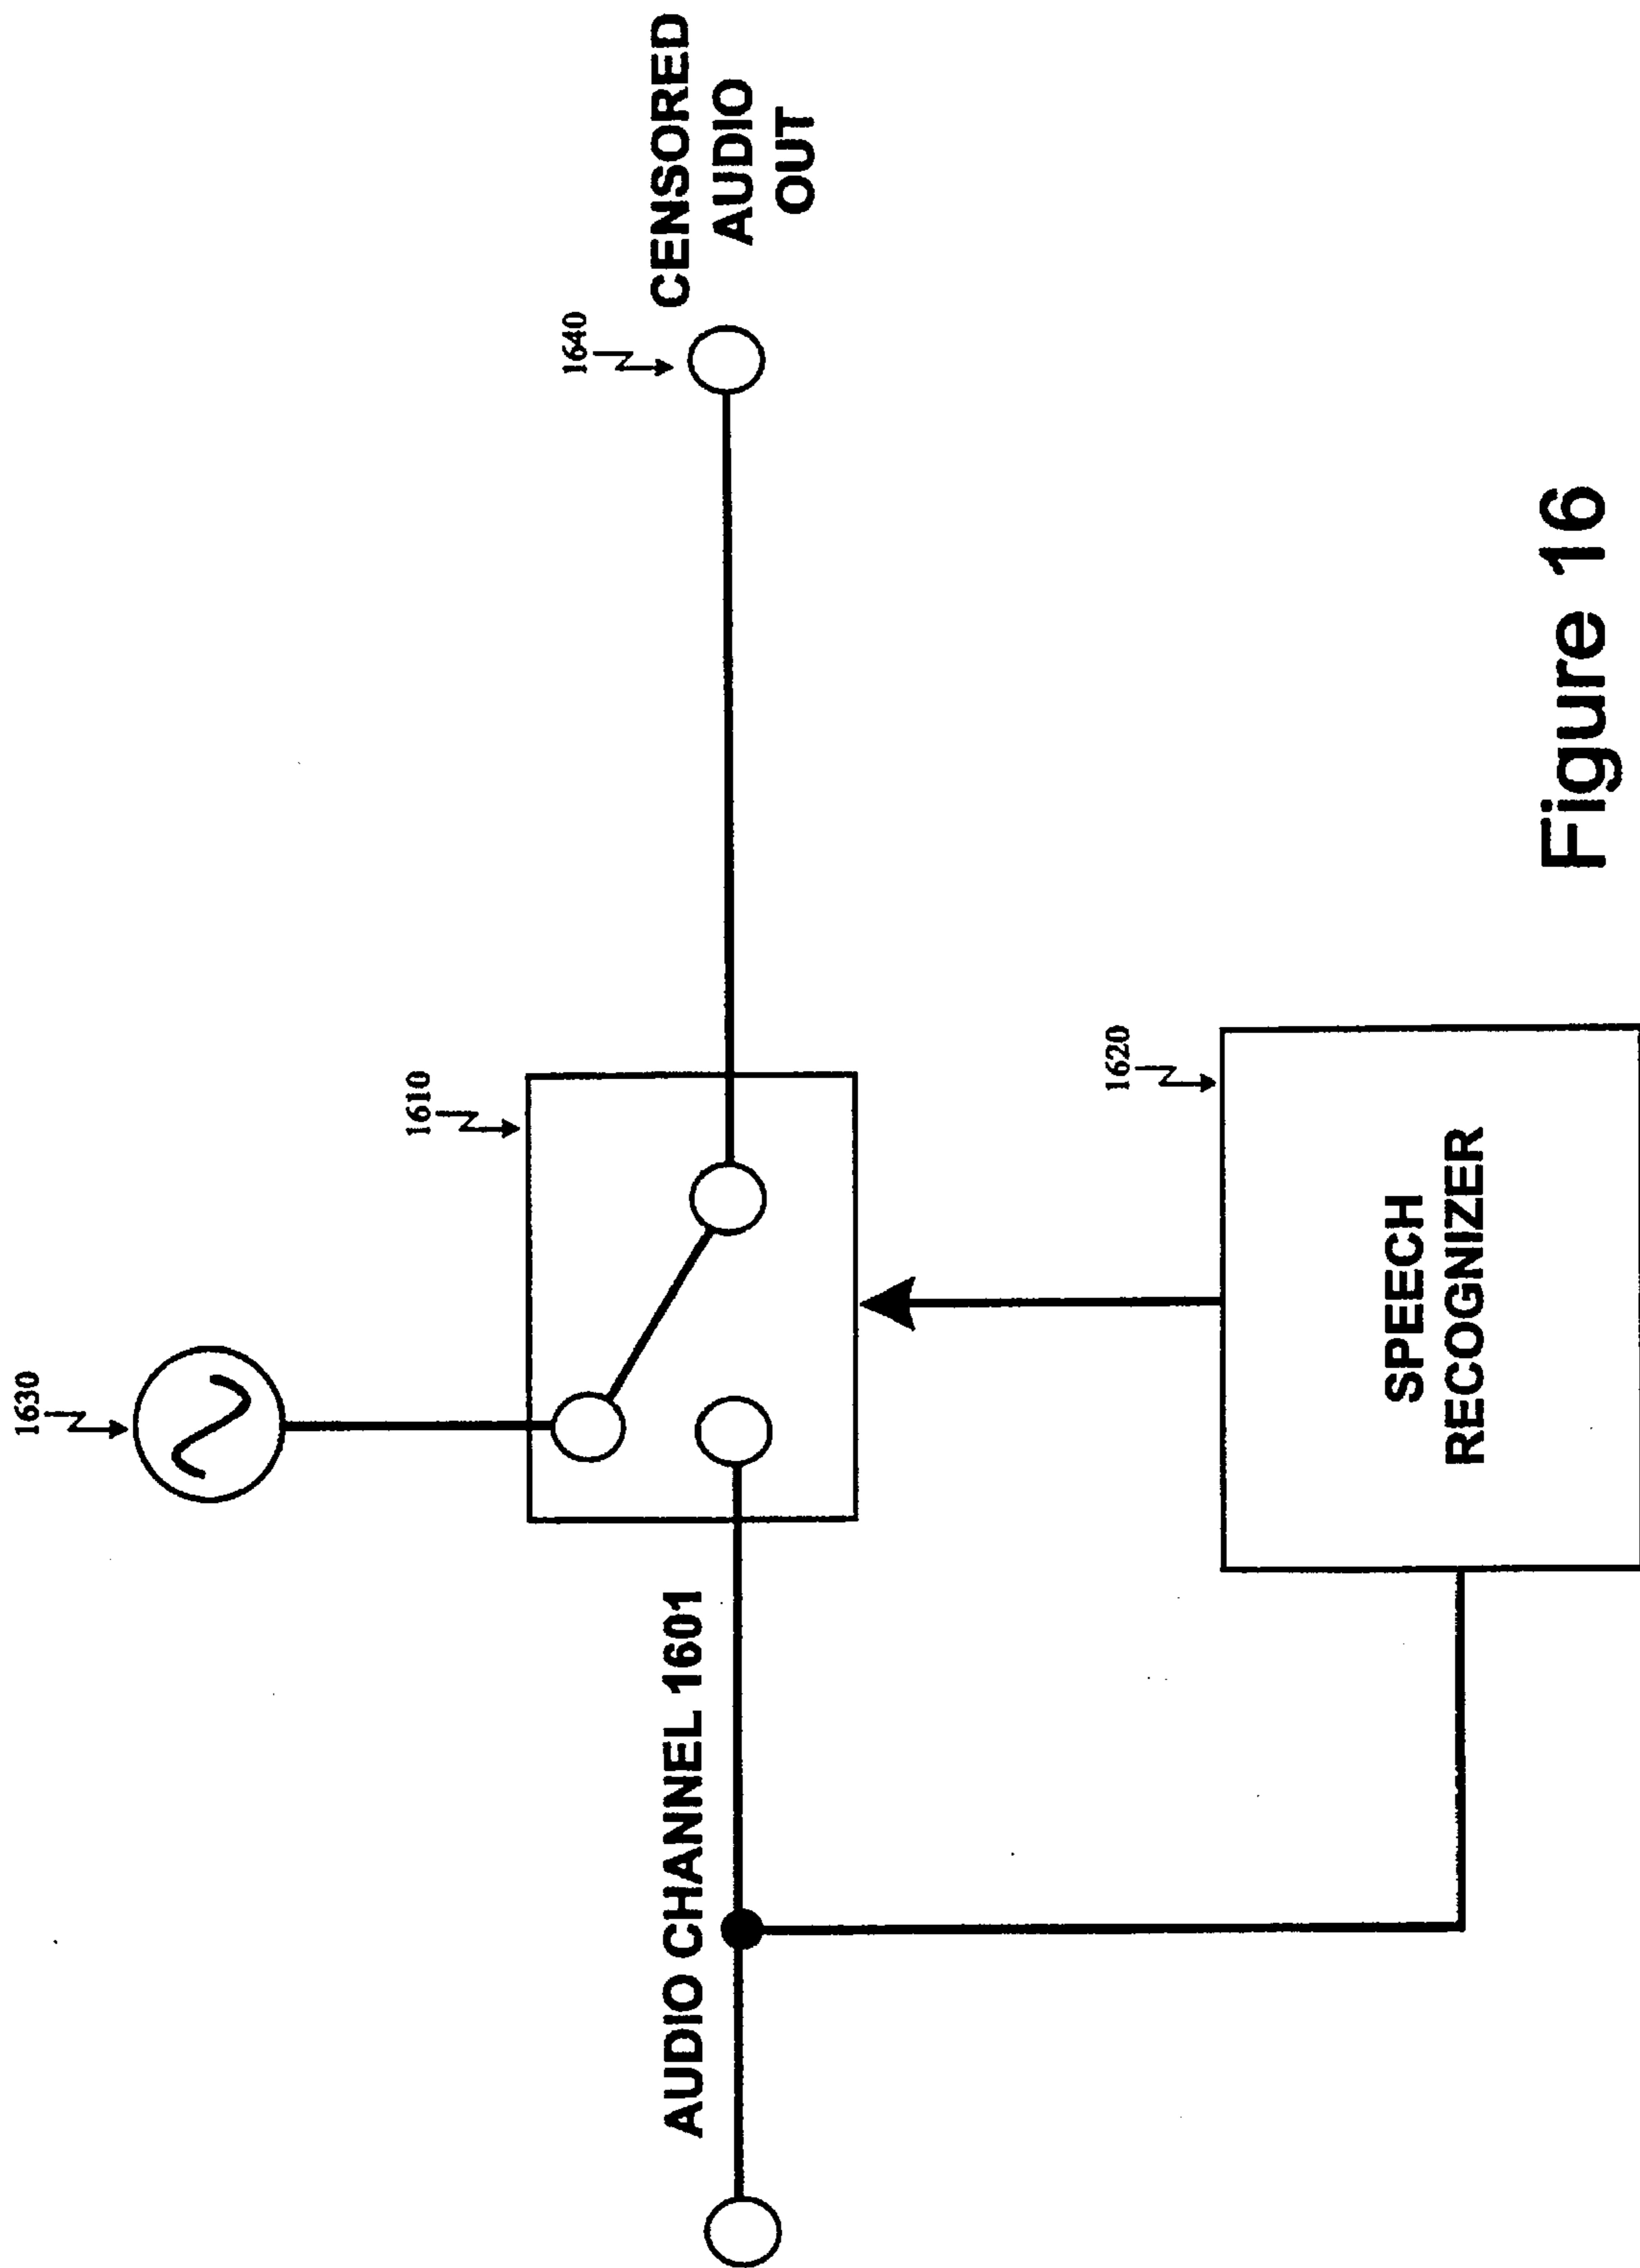 1630
1610
1640
CENSORED
AUDIO
OUT
AUDIO CHANNEL 1601
1620
SPEECH
RECOGNIZER
Figure 16